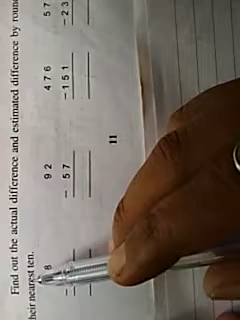 Find out the actual difference and estimated difference by
their nearest ten.
8 92 476 57
- 57 -151 -23
11